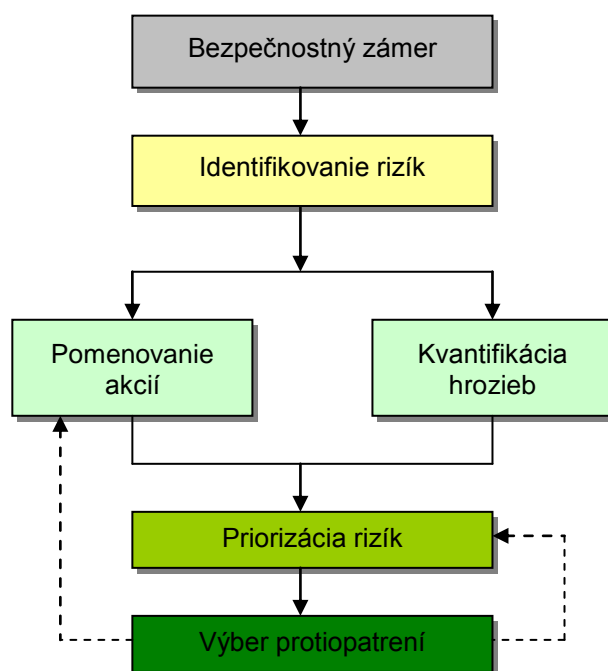 Bezpečnostný zámer
Identifikovanie rizík
Pomenovanie
akcií
Kvantifikácia
hrozieb
Priorizácia rizík
Výber protiopatrení